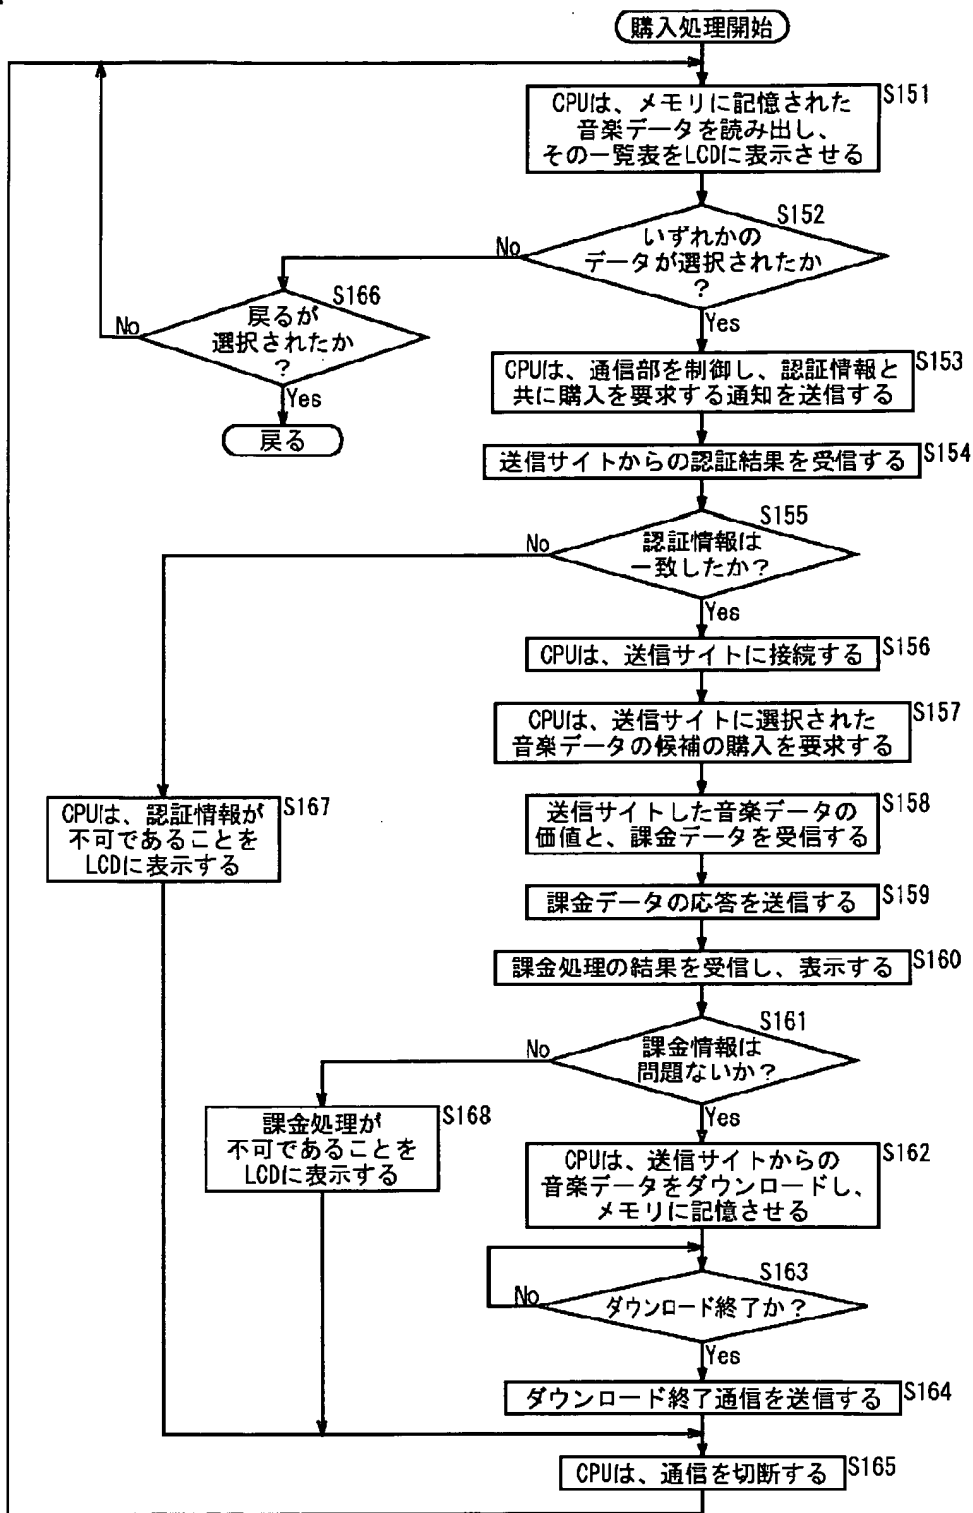 購入処理開始
S151
CPUは、メモリに記憶された
音楽データを読み出し、
その一覧表をLCDに表示させる
S152
いずれかの
データが選択されたか
?
No
Yes
S166
戻るが
選択されたか
?
No
Yes
戻る
S153
CPUは、通信部を制御し、認証情報と
共に購入を要求する通知を送信する
S154
送信サイトからの認証結果を受信する
S155
認証情報は
一致したか?
No
Yes
S156
CPUは、送信サイトに接続する
S157
CPUは、送信サイトに選択された
音楽データの候補の購入を要求する
S167
CPUは、認証情報が
不可であることを
LCDに表示する
S158
送信サイトした音楽データの
価値と、課金データを受信する
S159
課金データの応答を送信する
S160
課金処理の結果を受信し、表示する
S161
課金情報は
問題ないか?
No
Yes
S168
課金処理が
不可であることを
LCDに表示する
S162
CPUは、送信サイトからの
音楽データをダウンロードし、
メモリに記憶させる
S163
ダウンロード終了か?
No
Yes
S164
ダウンロード終了通信を送信する
S165
CPUは、通信を切断する